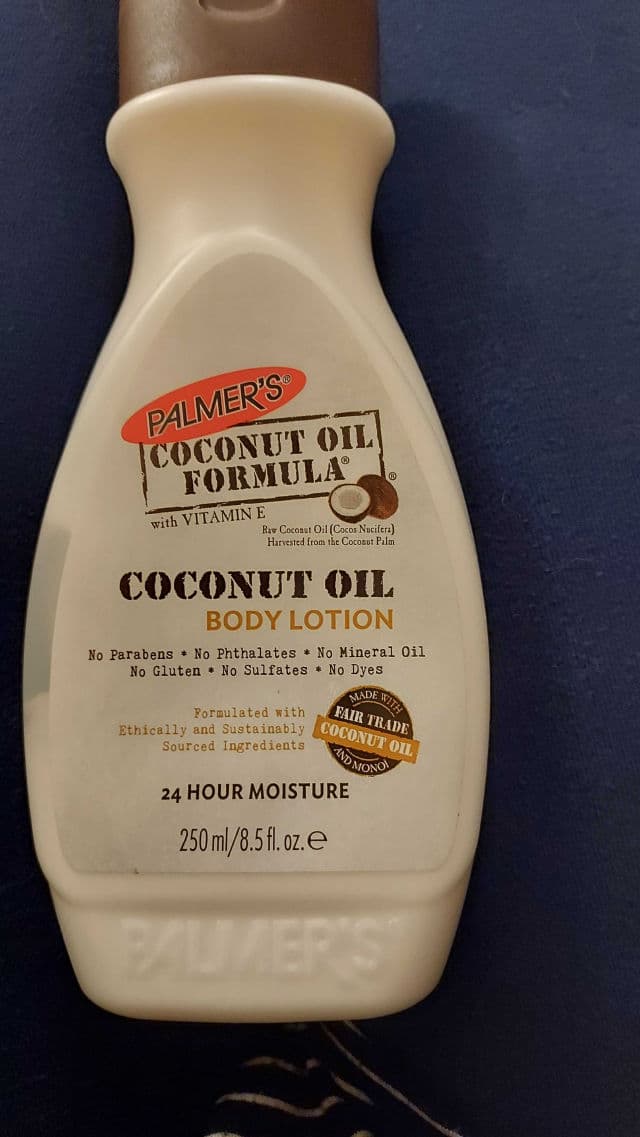 PALMER'S®
COCONUT OIL
FORMULA®
®
with VITAMIN E
Raw Coconut Oil (Cocos Nucifera)
Harvested from the Coconut Palm
COCONUT OIL
BODY LOTION
No Parabens * No Phthalates * No Mineral Oil
No Gluten * No Sulfates * No Dyes
Formulated with
Ethically and Sustainably
Sourced Ingredients
MADE WITH
FAIR TRADE
COCONUT OIL
AND MONOI
24 HOUR MOISTURE
250 ml/8.5 fl. oz. ℮
PALMER'S